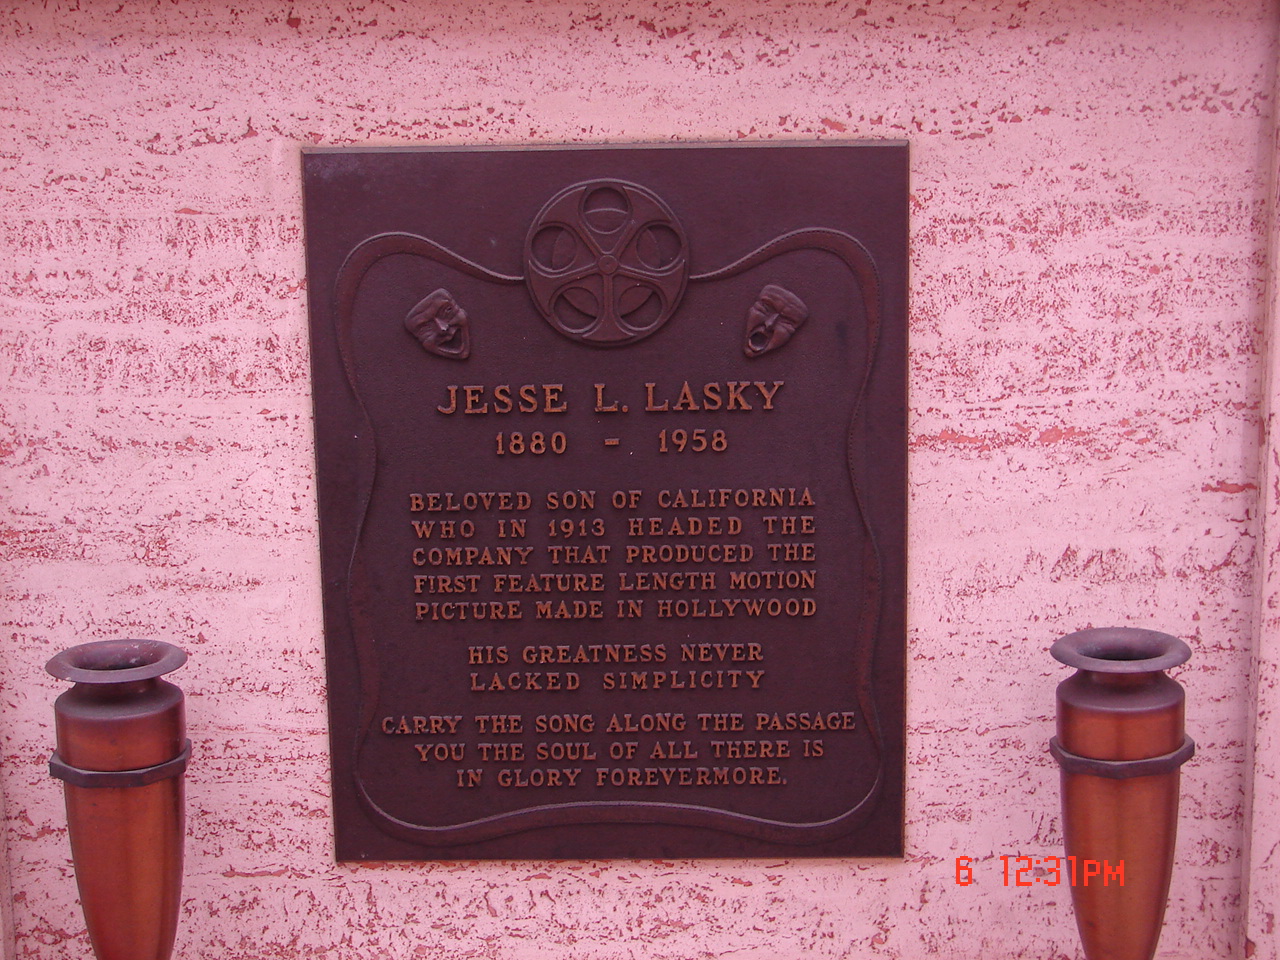 JESSE L. LASKY
1880 - 1958
BELOVED SON OF CALIFORNIA
WHO IN 1913 HEADED THE
COMPANY THAT PRODUCED THE
FIRST FEATURE LENGTH MOTION
PICTURE MADE IN HOLLYWOOD
HIS GREATNESS NEVER
LACKED SIMPLICITY
CARRY THE SONG ALONG THE PASSAGE
YOU THE SOUL OF ALL THERE IS
IN GLORY FOREVERMORE.
6 12:31PM